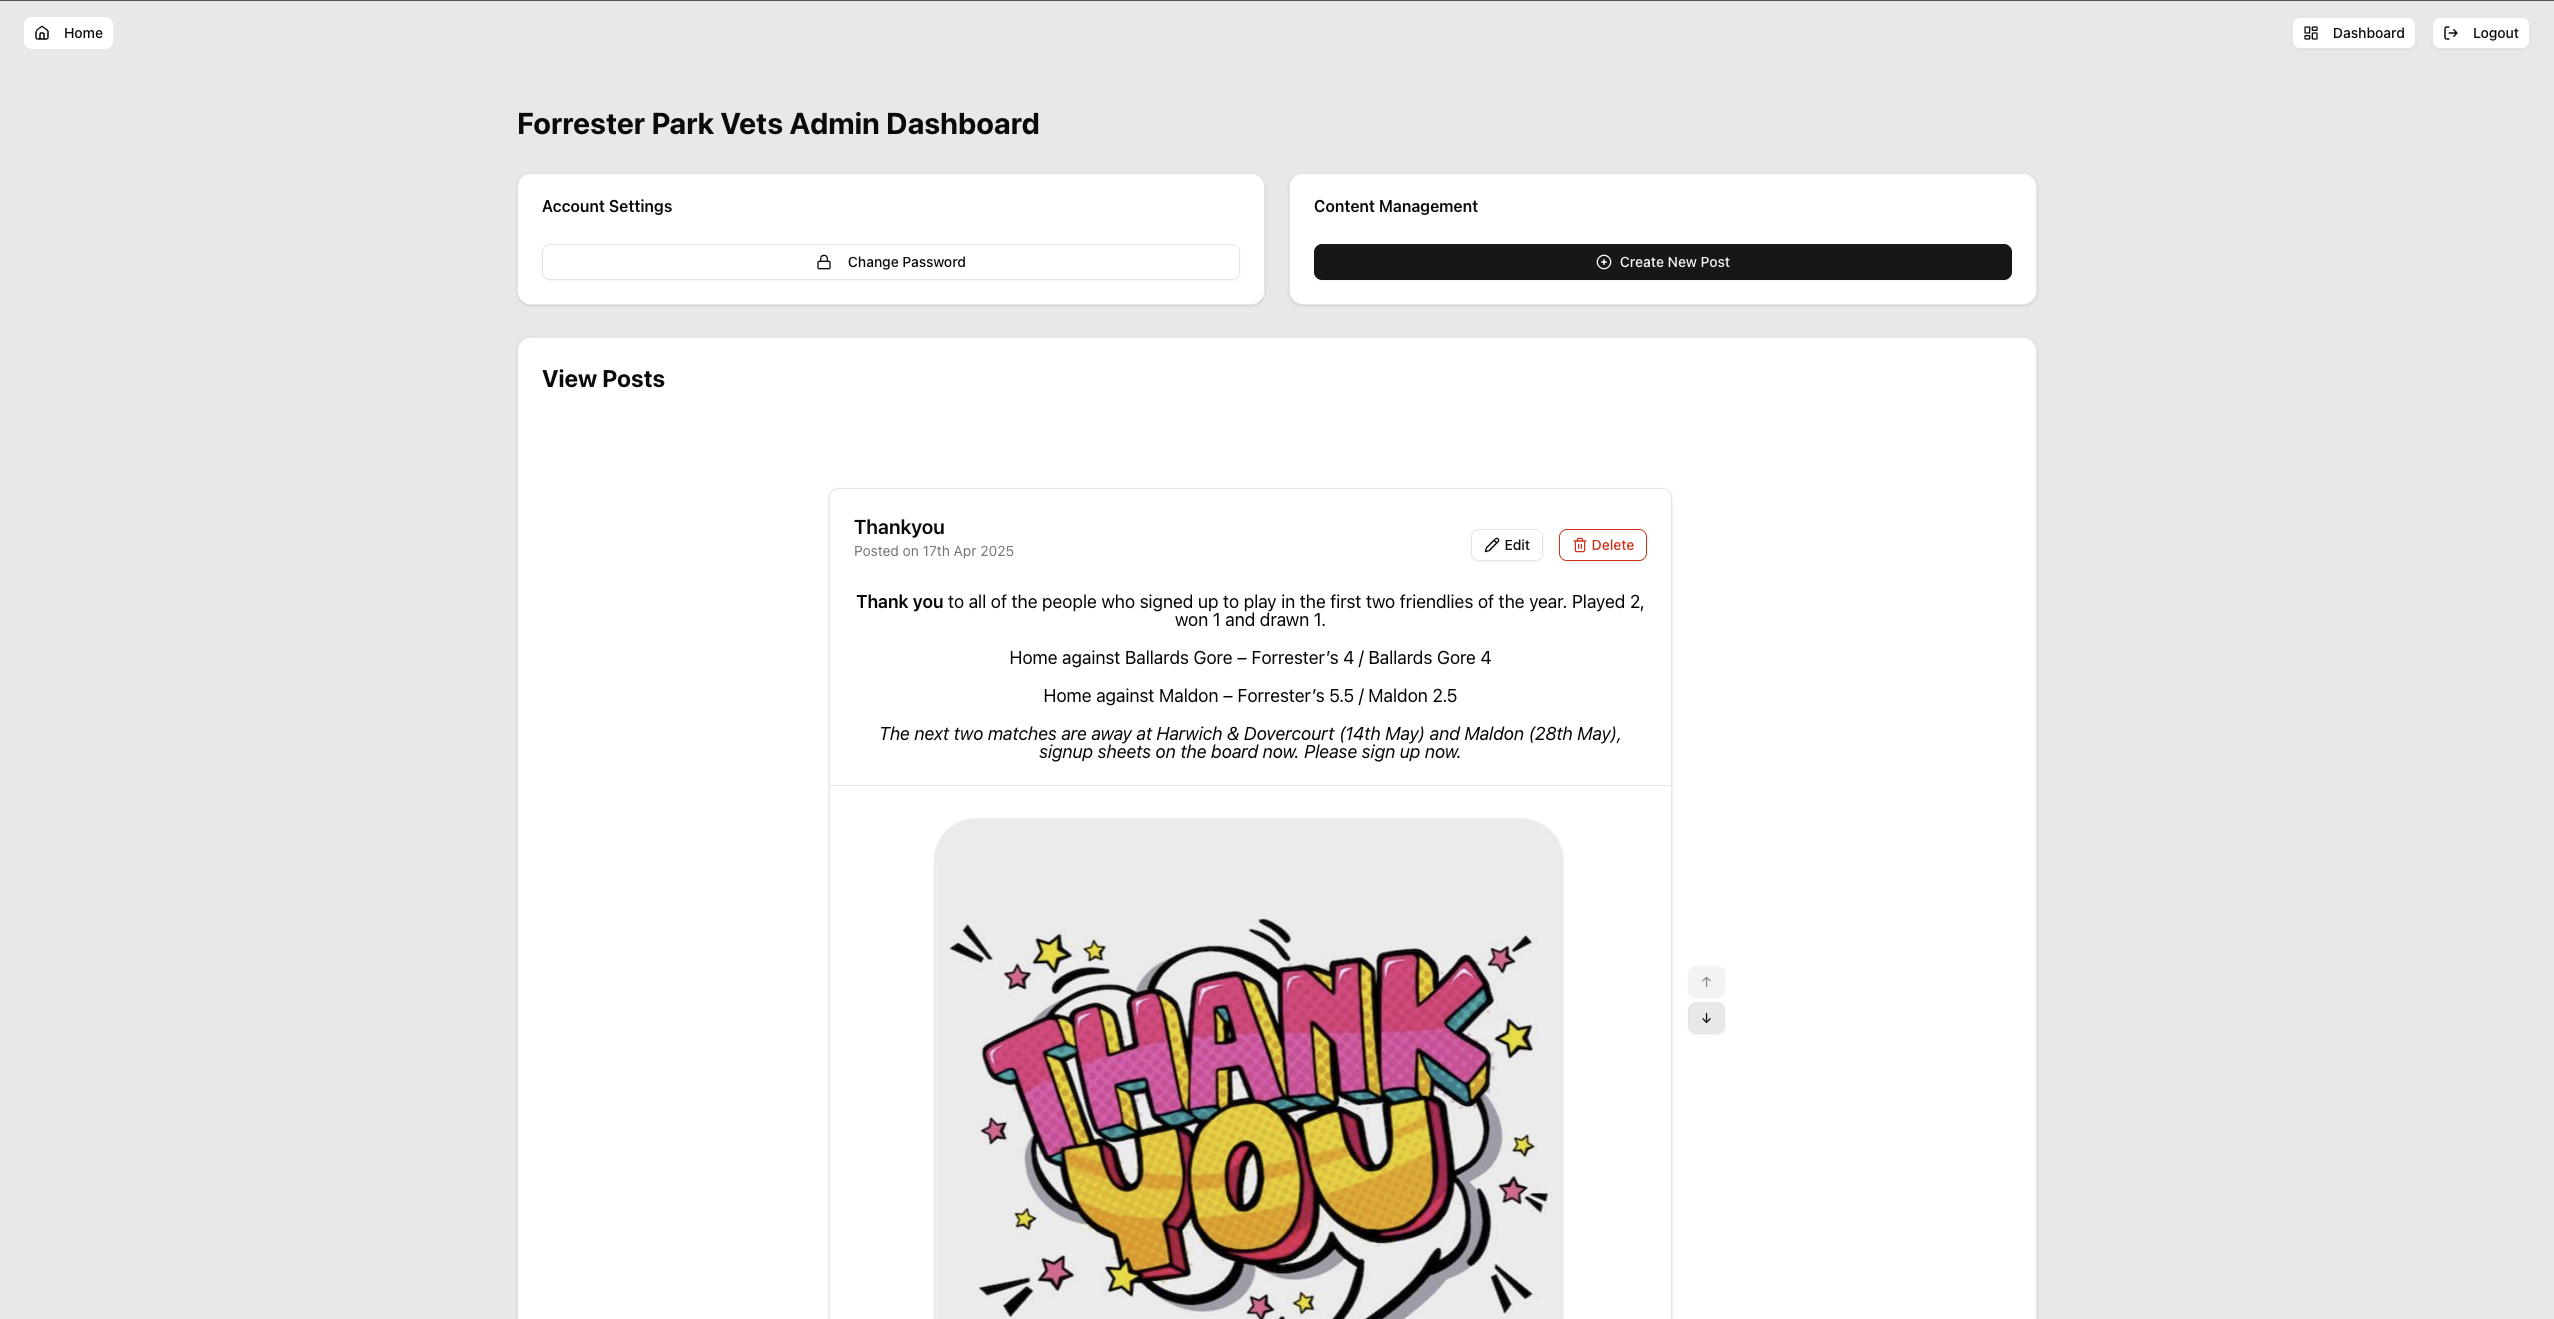 Home
Dashboard
Logout
Forrester Park Vets Admin Dashboard
Account Settings
Content Management
Change Password
Create New Post
View Posts
Thankyou
Posted on 17th Apr 2025
Edit
Delete
Thank you to all of the people who signed up to play in the first two friendlies of the year. Played 2,
won 1 and drawn 1.
Home against Ballards Gore – Forrester’s 4 / Ballards Gore 4
Home against Maldon – Forrester’s 5.5 / Maldon 2.5
The next two matches are away at Harwich & Dovercourt (14th May) and Maldon (28th May),
signup sheets on the board now. Please sign up now.
THANK
YOU